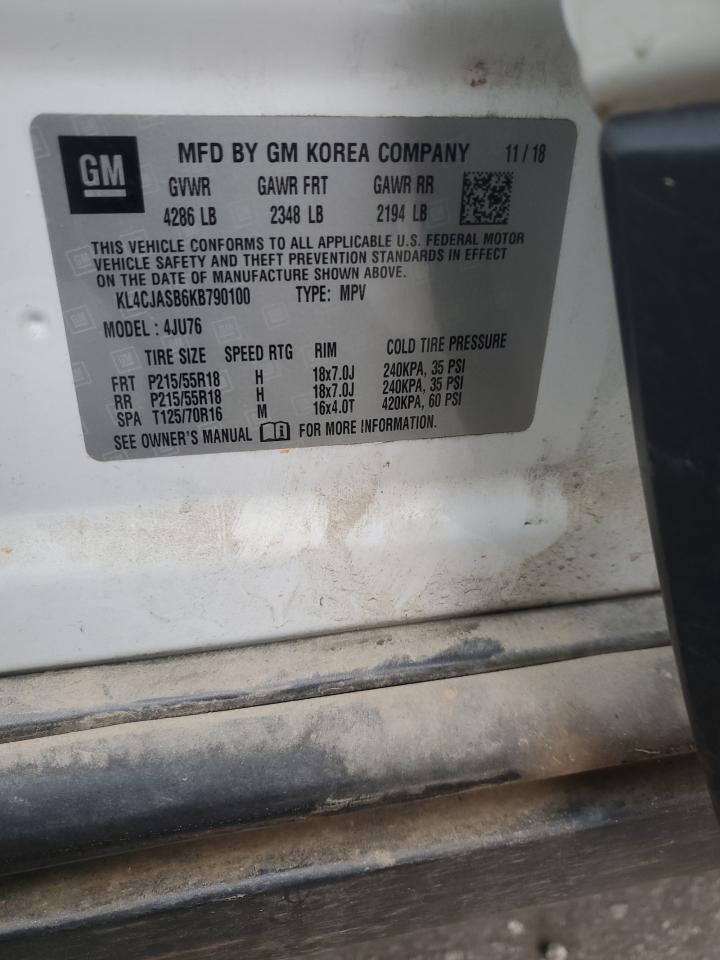 GM
MFD BY GM KOREA COMPANY 11 / 18
GVWR GAWR FRT GAWR RR
4286 LB 2348 LB 2194 LB
THIS VEHICLE CONFORMS TO ALL APPLICABLE U.S. FEDERAL MOTOR
VEHICLE SAFETY AND THEFT PREVENTION STANDARDS IN EFFECT
ON THE DATE OF MANUFACTURE SHOWN ABOVE.
KL4CJASB6KB790100 TYPE: MPV
MODEL : 4JU76
TIRE SIZE SPEED RTG RIM COLD TIRE PRESSURE
FRT P215/55R18 H 18x7.0J 240KPA, 35 PSI
RR P215/55R18 H 18x7.0J 240KPA, 35 PSI
SPA T125/70R16 M 16x4.0T 420KPA, 60 PSI
SEE OWNER'S MANUAL FOR MORE INFORMATION.